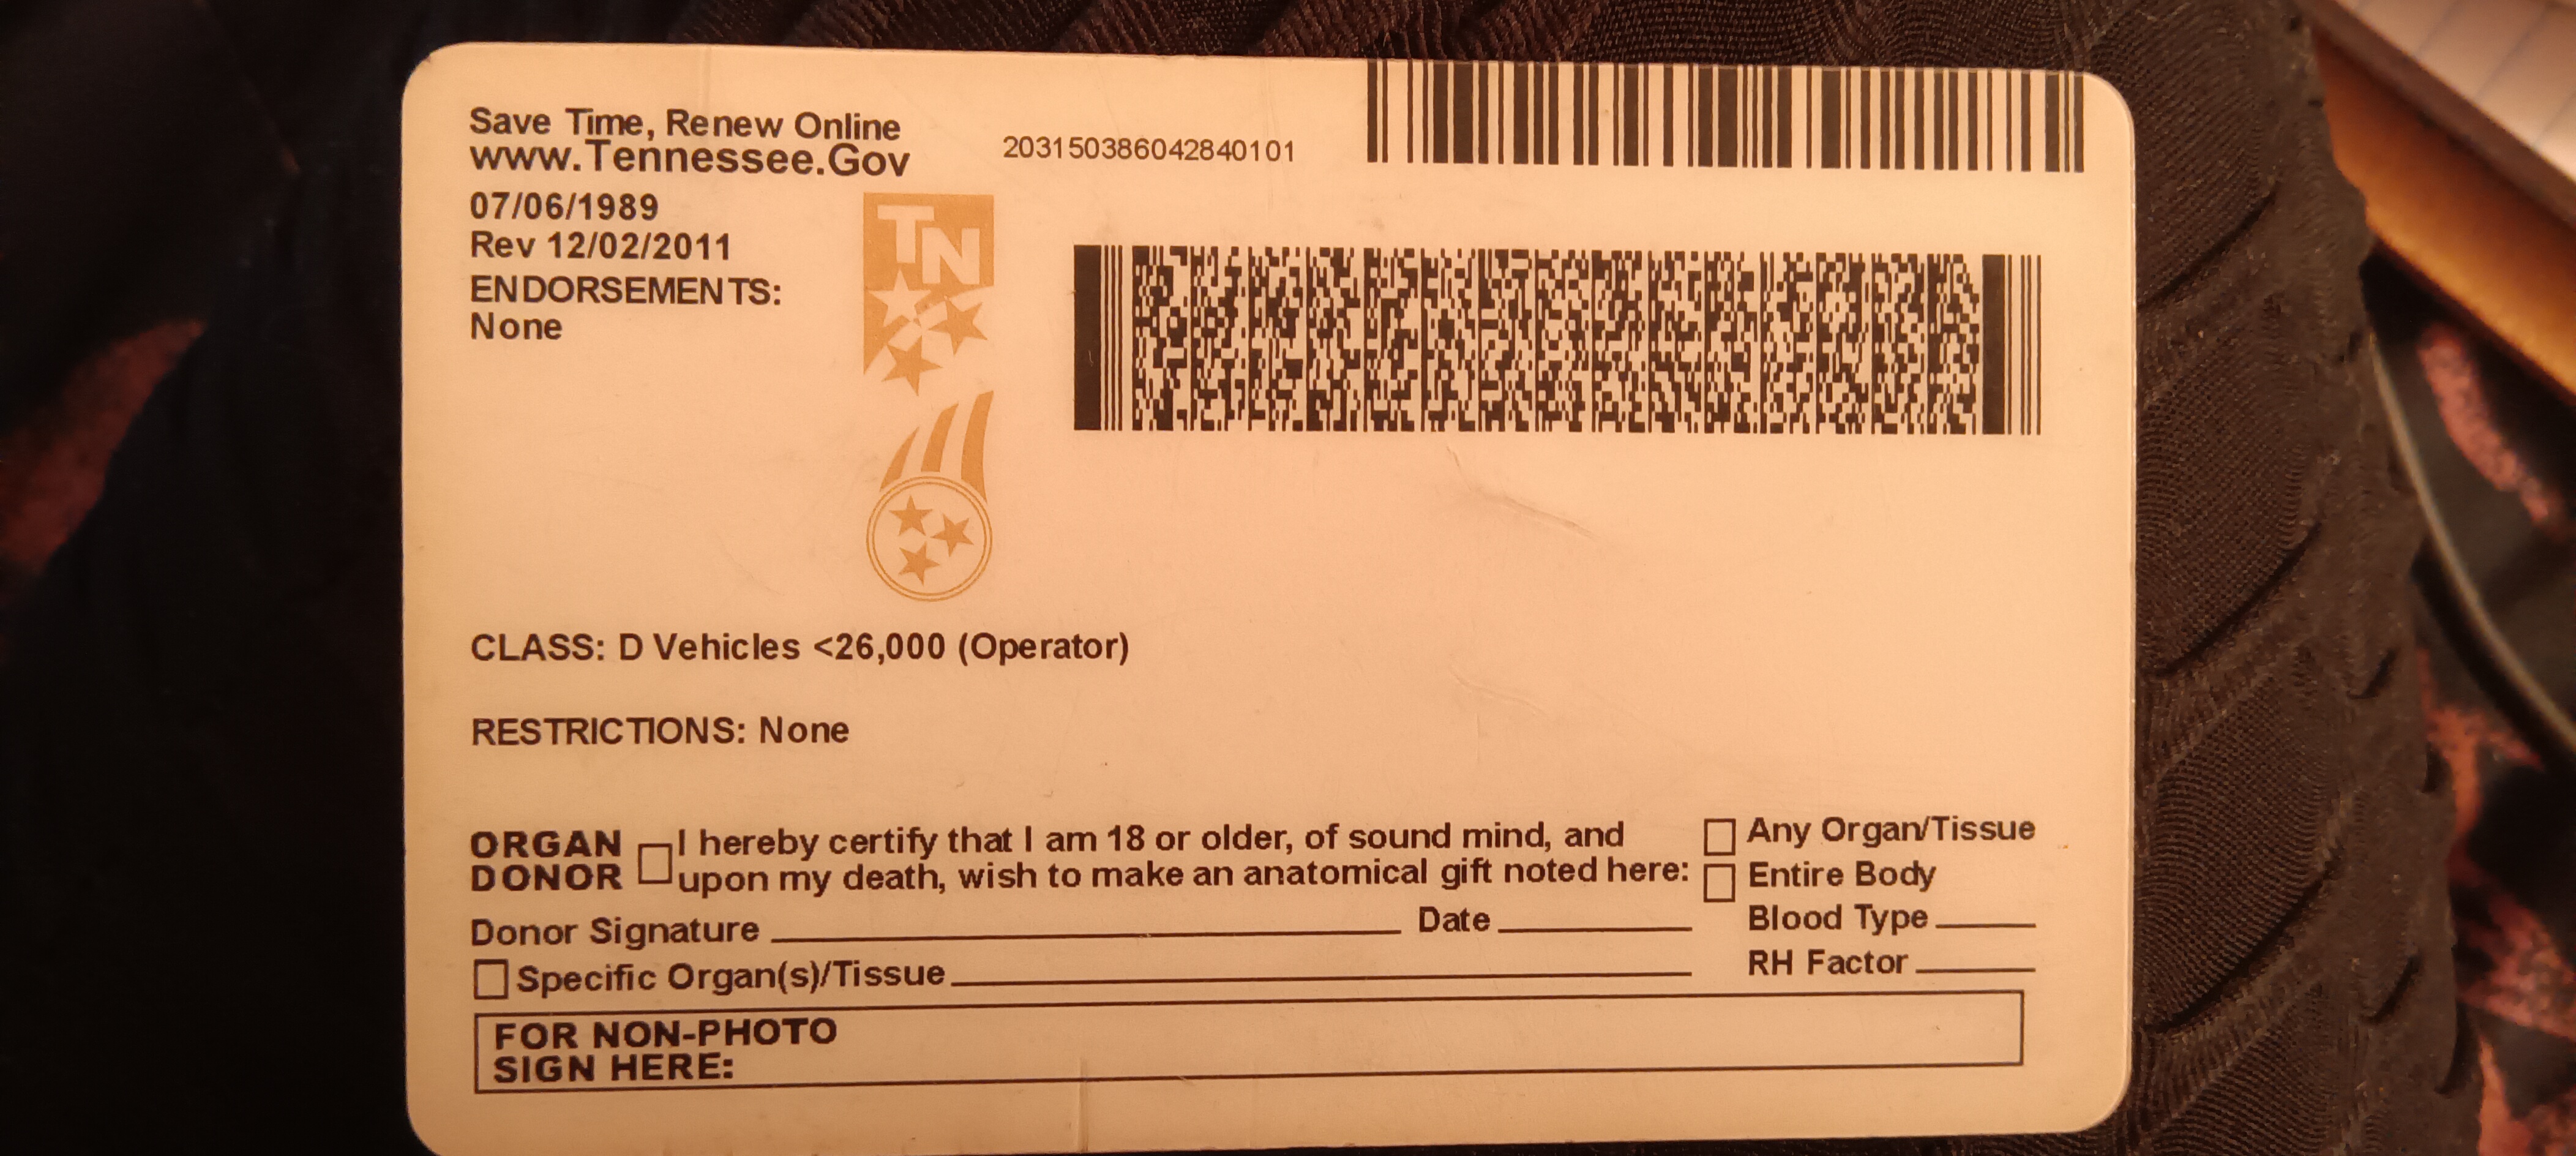 Save Time, Renew Online
www.Tennessee.Gov
203150386042840101
07/06/1989
Rev 12/02/2011
ENDORSEMENTS:
None
TN
CLASS: D Vehicles <26,000 (Operator)
RESTRICTIONS: None
ORGAN DONOR I hereby certify that I am 18 or older, of sound mind, and
upon my death, wish to make an anatomical gift noted here:
Any Organ/Tissue
Entire Body
Donor Signature Date Blood Type
Specific Organ(s)/Tissue RH Factor
FOR NON-PHOTO
SIGN HERE: